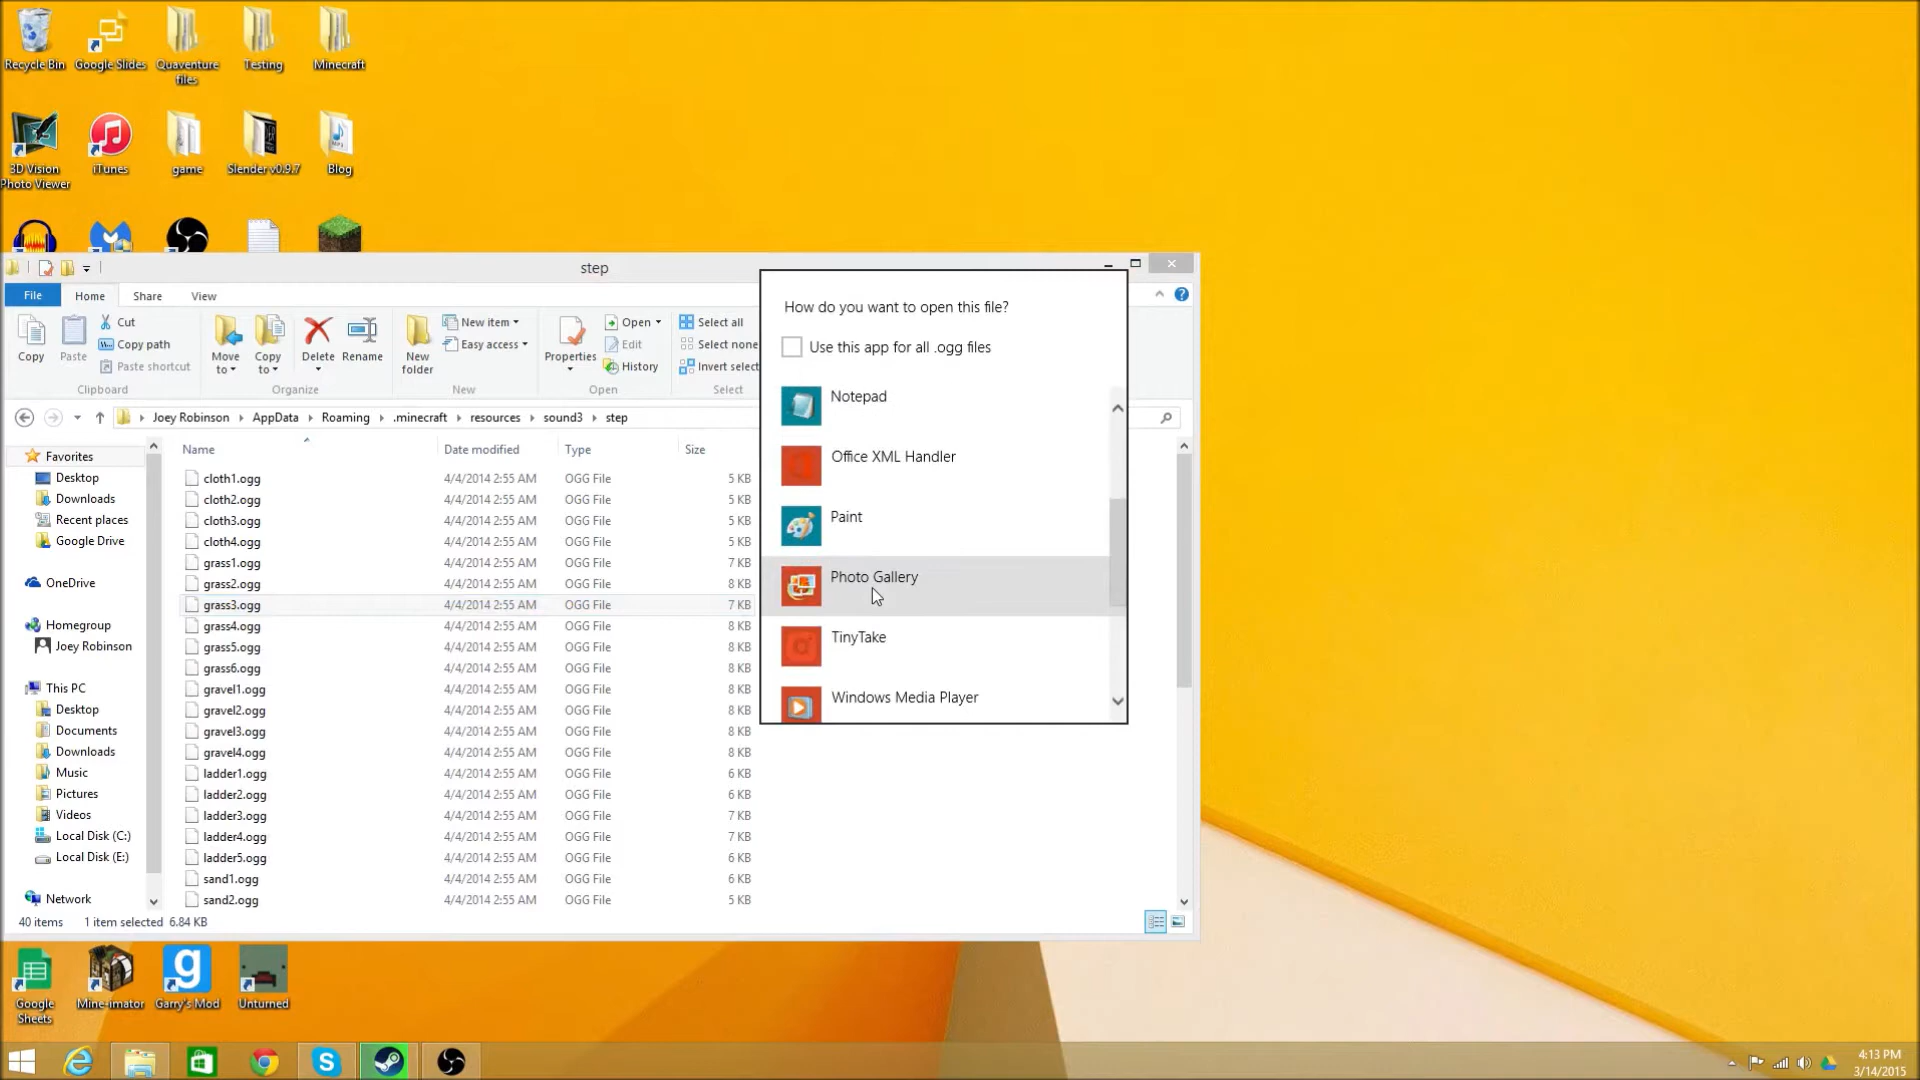 Recycle Bin
Google Slides
Quaventure files
Testing
Minecraft
3D Vision Photo Viewer
iTunes
game
Slender v0.9.7
Blog
step
File
Home
Share
View
Copy
Paste
Cut
Copy path
Paste shortcut
Clipboard
Move to
Copy to
Delete
Rename
Organize
New folder
New item
Easy access
New
Properties
Open
Edit
History
Open
Select all
Select none
Invert select
Select
Joey Robinson
AppData
Roaming
.minecraft
resources
sound3
step
Favorites
Desktop
Downloads
Recent places
Google Drive
OneDrive
Homegroup
Joey Robinson
This PC
Desktop
Documents
Downloads
Music
Pictures
Videos
Local Disk (C:)
Local Disk (E:)
Network
Name Date modified Type Size
cloth1.ogg 4/4/2014 2:55 AM OGG File 5 KB
cloth2.ogg 4/4/2014 2:55 AM OGG File 5 KB
cloth3.ogg 4/4/2014 2:55 AM OGG File 5 KB
cloth4.ogg 4/4/2014 2:55 AM OGG File 5 KB
grass1.ogg 4/4/2014 2:55 AM OGG File 7 KB
grass2.ogg 4/4/2014 2:55 AM OGG File 8 KB
grass3.ogg 4/4/2014 2:55 AM OGG File 7 KB
grass4.ogg 4/4/2014 2:55 AM OGG File 8 KB
grass5.ogg 4/4/2014 2:55 AM OGG File 8 KB
grass6.ogg 4/4/2014 2:55 AM OGG File 8 KB
gravel1.ogg 4/4/2014 2:55 AM OGG File 8 KB
gravel2.ogg 4/4/2014 2:55 AM OGG File 8 KB
gravel3.ogg 4/4/2014 2:55 AM OGG File 8 KB
gravel4.ogg 4/4/2014 2:55 AM OGG File 8 KB
ladder1.ogg 4/4/2014 2:55 AM OGG File 6 KB
ladder2.ogg 4/4/2014 2:55 AM OGG File 6 KB
ladder3.ogg 4/4/2014 2:55 AM OGG File 7 KB
ladder4.ogg 4/4/2014 2:55 AM OGG File 7 KB
ladder5.ogg 4/4/2014 2:55 AM OGG File 6 KB
sand1.ogg 4/4/2014 2:55 AM OGG File 6 KB
sand2.ogg 4/4/2014 2:55 AM OGG File 5 KB
40 items 1 item selected 6.84 KB
How do you want to open this file?
Use this app for all .ogg files
Notepad
Office XML Handler
Paint
Photo Gallery
TinyTake
Windows Media Player
Google Sheets
Mine-imator
Garry's Mod
Unturned
4:13 PM
3/14/2015